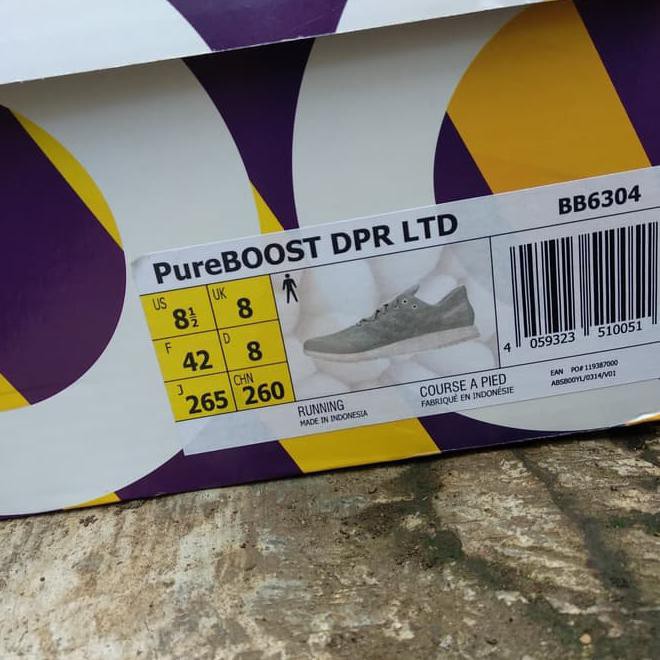 PureBOOST DPR LTD
BB6304
US 8½ UK 8
F 42 D 8
J 265 CHN 260
RUNNING
MADE IN INDONESIA
COURSE A PIED
FABRIQUÉ EN INDONÉSIE
4 059323 510051
EAN PO# 119387000
ABSB00YL/0314/V01